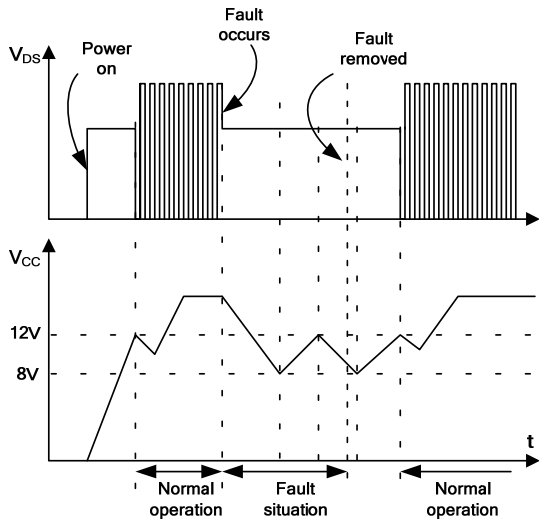 Fault
occurs
VDS
Power
on
Fault
removed
VCC
12V
8V
t
Normal
operation
Fault
situation
Normal
operation